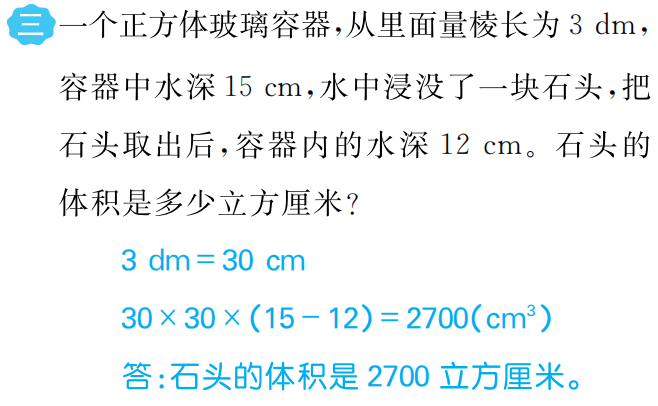 三 一个正方体玻璃容器,从里面量棱长为 3 dm,
容器中水深 15 cm,水中浸没了一块石头,把
石头取出后,容器内的水深 12 cm。石头的
体积是多少立方厘米?
3 dm=30 cm
30×30×(15-12)=2700(cm³)
答:石头的体积是 2700 立方厘米。